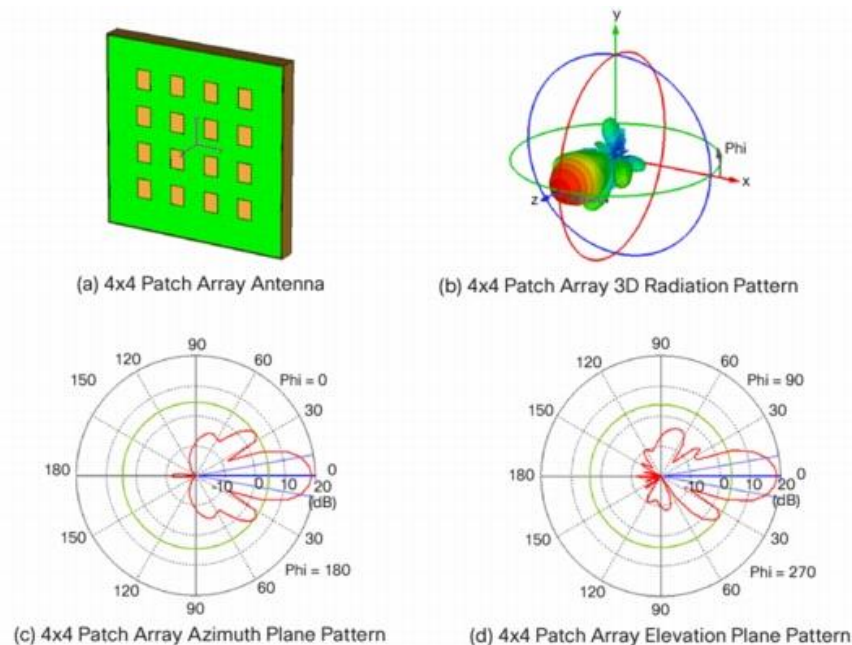 y
Phi
x
z
(a) 4x4 Patch Array Antenna
(b) 4x4 Patch Array 3D Radiation Pattern
90
120
60
150
Phi = 0
30
180
0
-10 0 10 20
(dB)
150
30
Phi = 180
120
60
90
90
120
60
150
Phi = 90
30
180
0
-10 0 10 20
(dB)
150
30
Phi = 270
120
60
90
(c) 4x4 Patch Array Azimuth Plane Pattern
(d) 4x4 Patch Array Elevation Plane Pattern